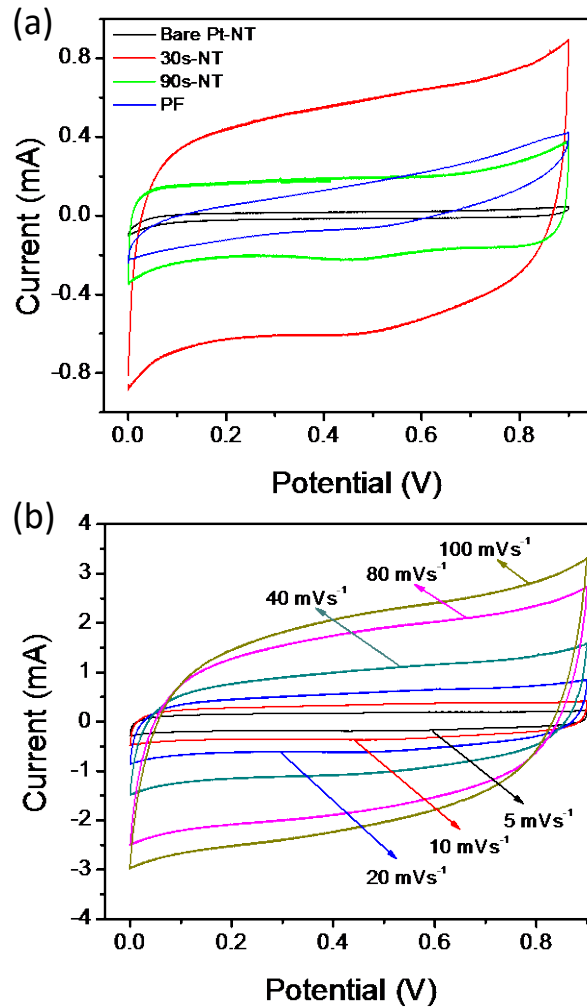 (a)
Bare Pt-NT
30s-NT
90s-NT
PF
0.8
0.4
0.0
-0.4
-0.8
Current (mA)
0.0 0.2 0.4 0.6 0.8
Potential (V)
(b)
4
3
2
1
0
-1
-2
-3
-4
Current (mA)
100 mVs⁻¹
80 mVs⁻¹
40 mVs⁻¹
5 mVs⁻¹
10 mVs⁻¹
20 mVs⁻¹
0.0 0.2 0.4 0.6 0.8
Potential (V)